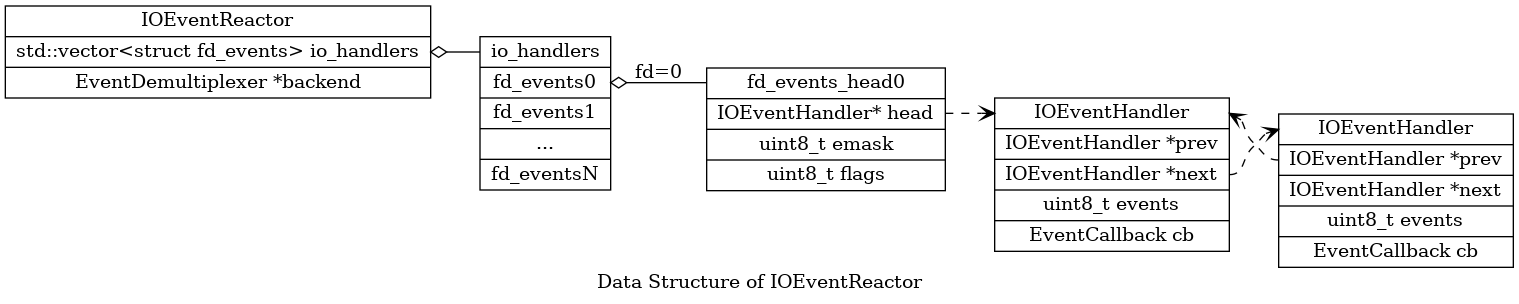 IOEventReactor
std::vector<struct fd_events> io_handlers
EventDemultiplexer *backend
io_handlers
fd_events0
fd_events1
...
fd_eventsN
fd=0
fd_events_head0
IOEventHandler* head
uint8_t emask
uint8_t flags
IOEventHandler
IOEventHandler *prev
IOEventHandler *next
uint8_t events
EventCallback cb
IOEventHandler
IOEventHandler *prev
IOEventHandler *next
uint8_t events
EventCallback cb
Data Structure of IOEventReactor